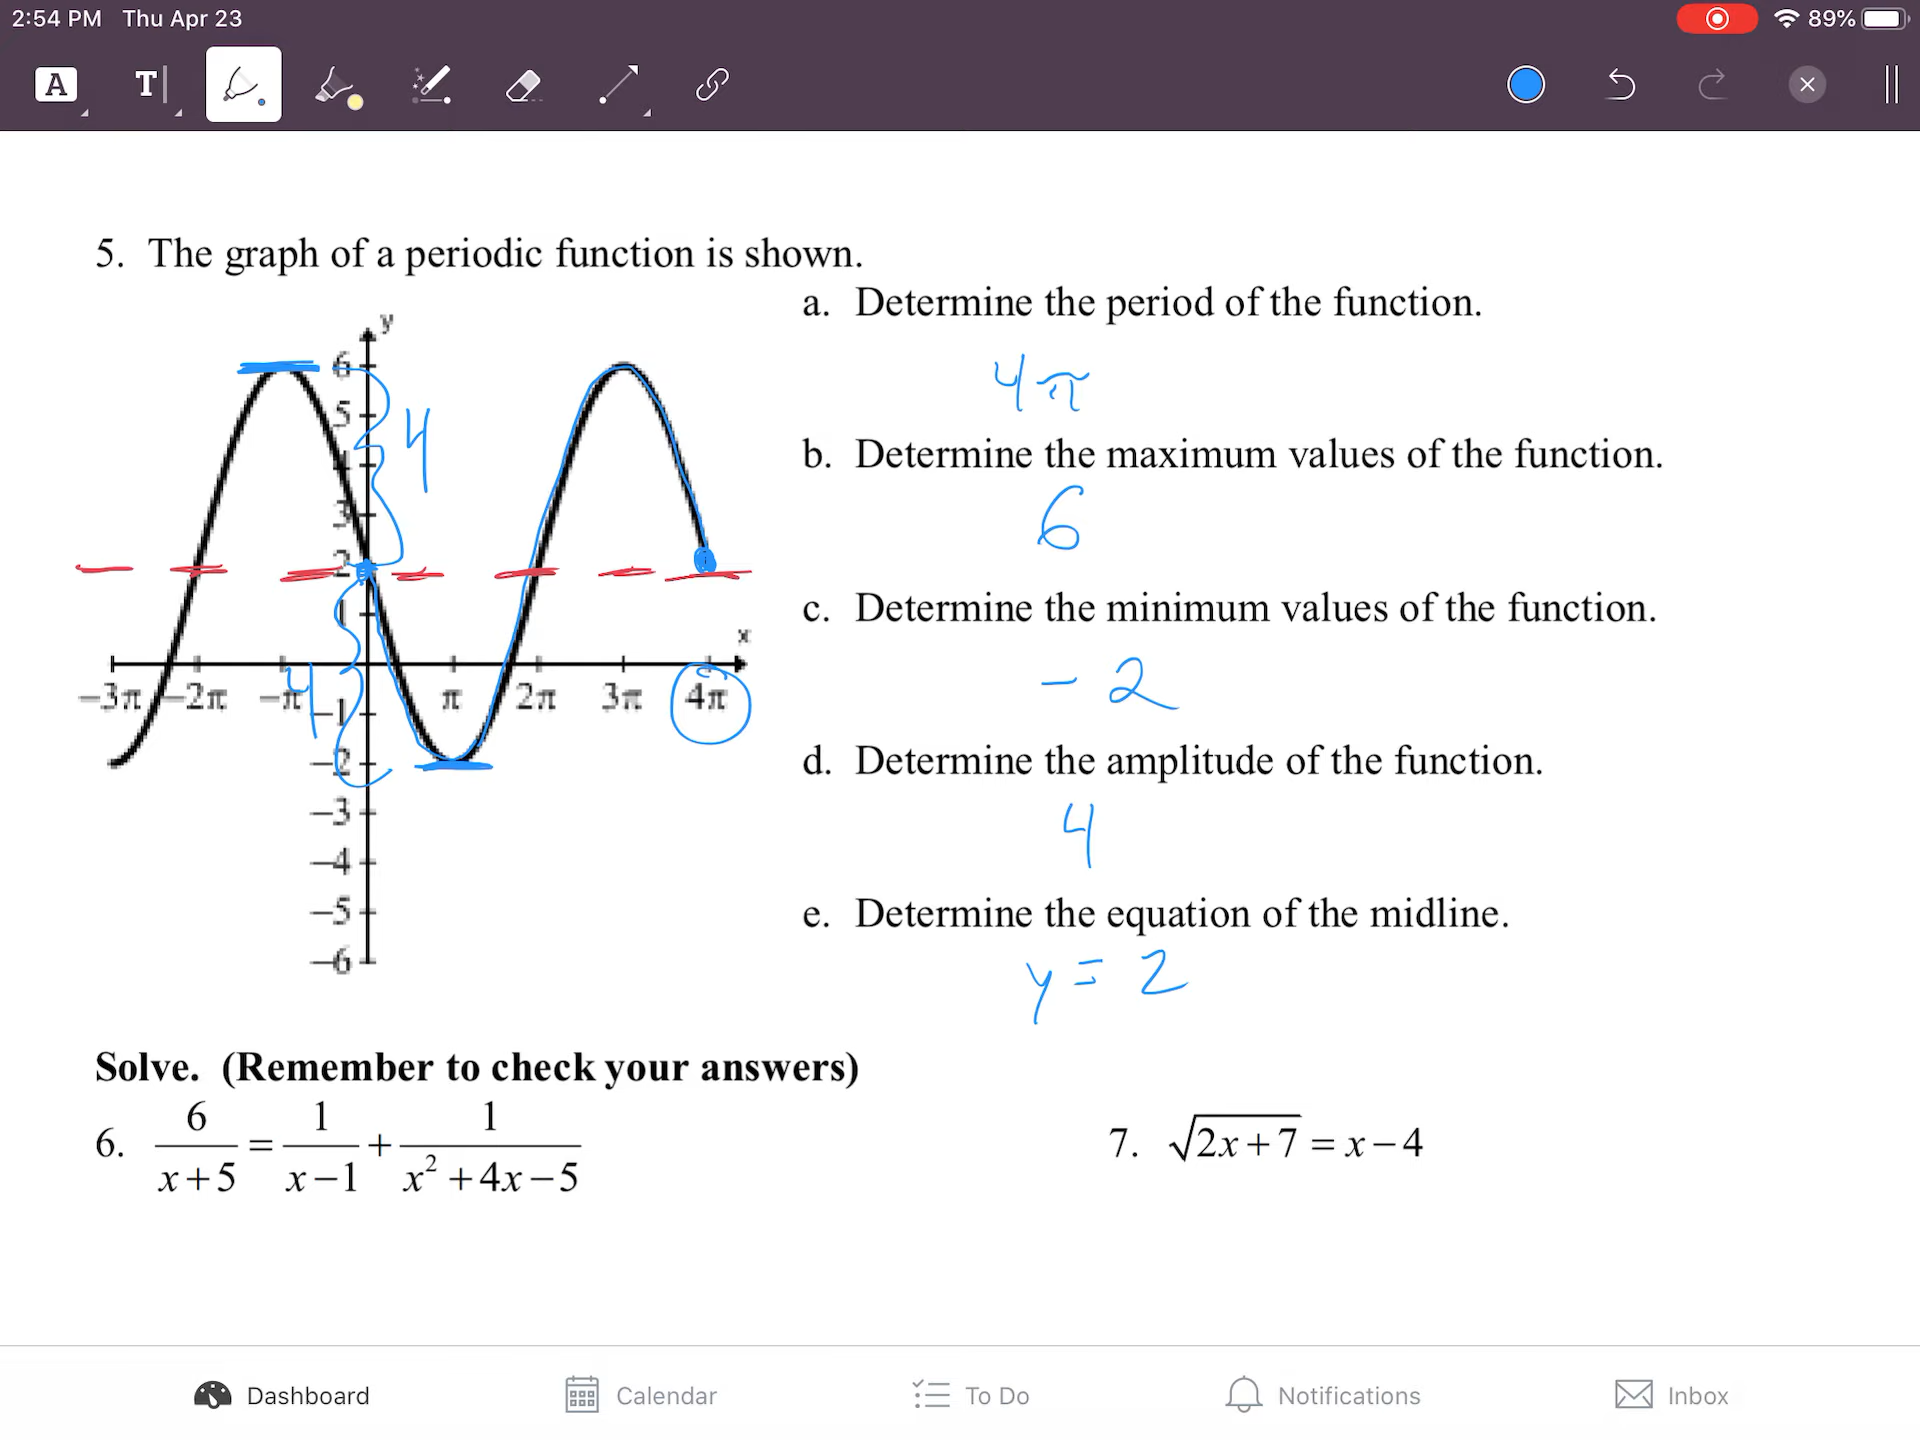 2:54 PM Thu Apr 23
89%
A T
5. The graph of a periodic function is shown.
a. Determine the period of the function.
4π
b. Determine the maximum values of the function.
6
c. Determine the minimum values of the function.
-2
d. Determine the amplitude of the function.
4
e. Determine the equation of the midline.
y = 2
y
6
5
4
3
2
1
x
-3π -2π -π π 2π 3π 4π
-1
-2
-3
-4
-5
-6
4
4
Solve. (Remember to check your answers)
6. 6/(x+5) = 1/(x−1) + 1/(x²+4x−5)
7. √(2x+7) = x−4
Dashboard Calendar To Do Notifications Inbox